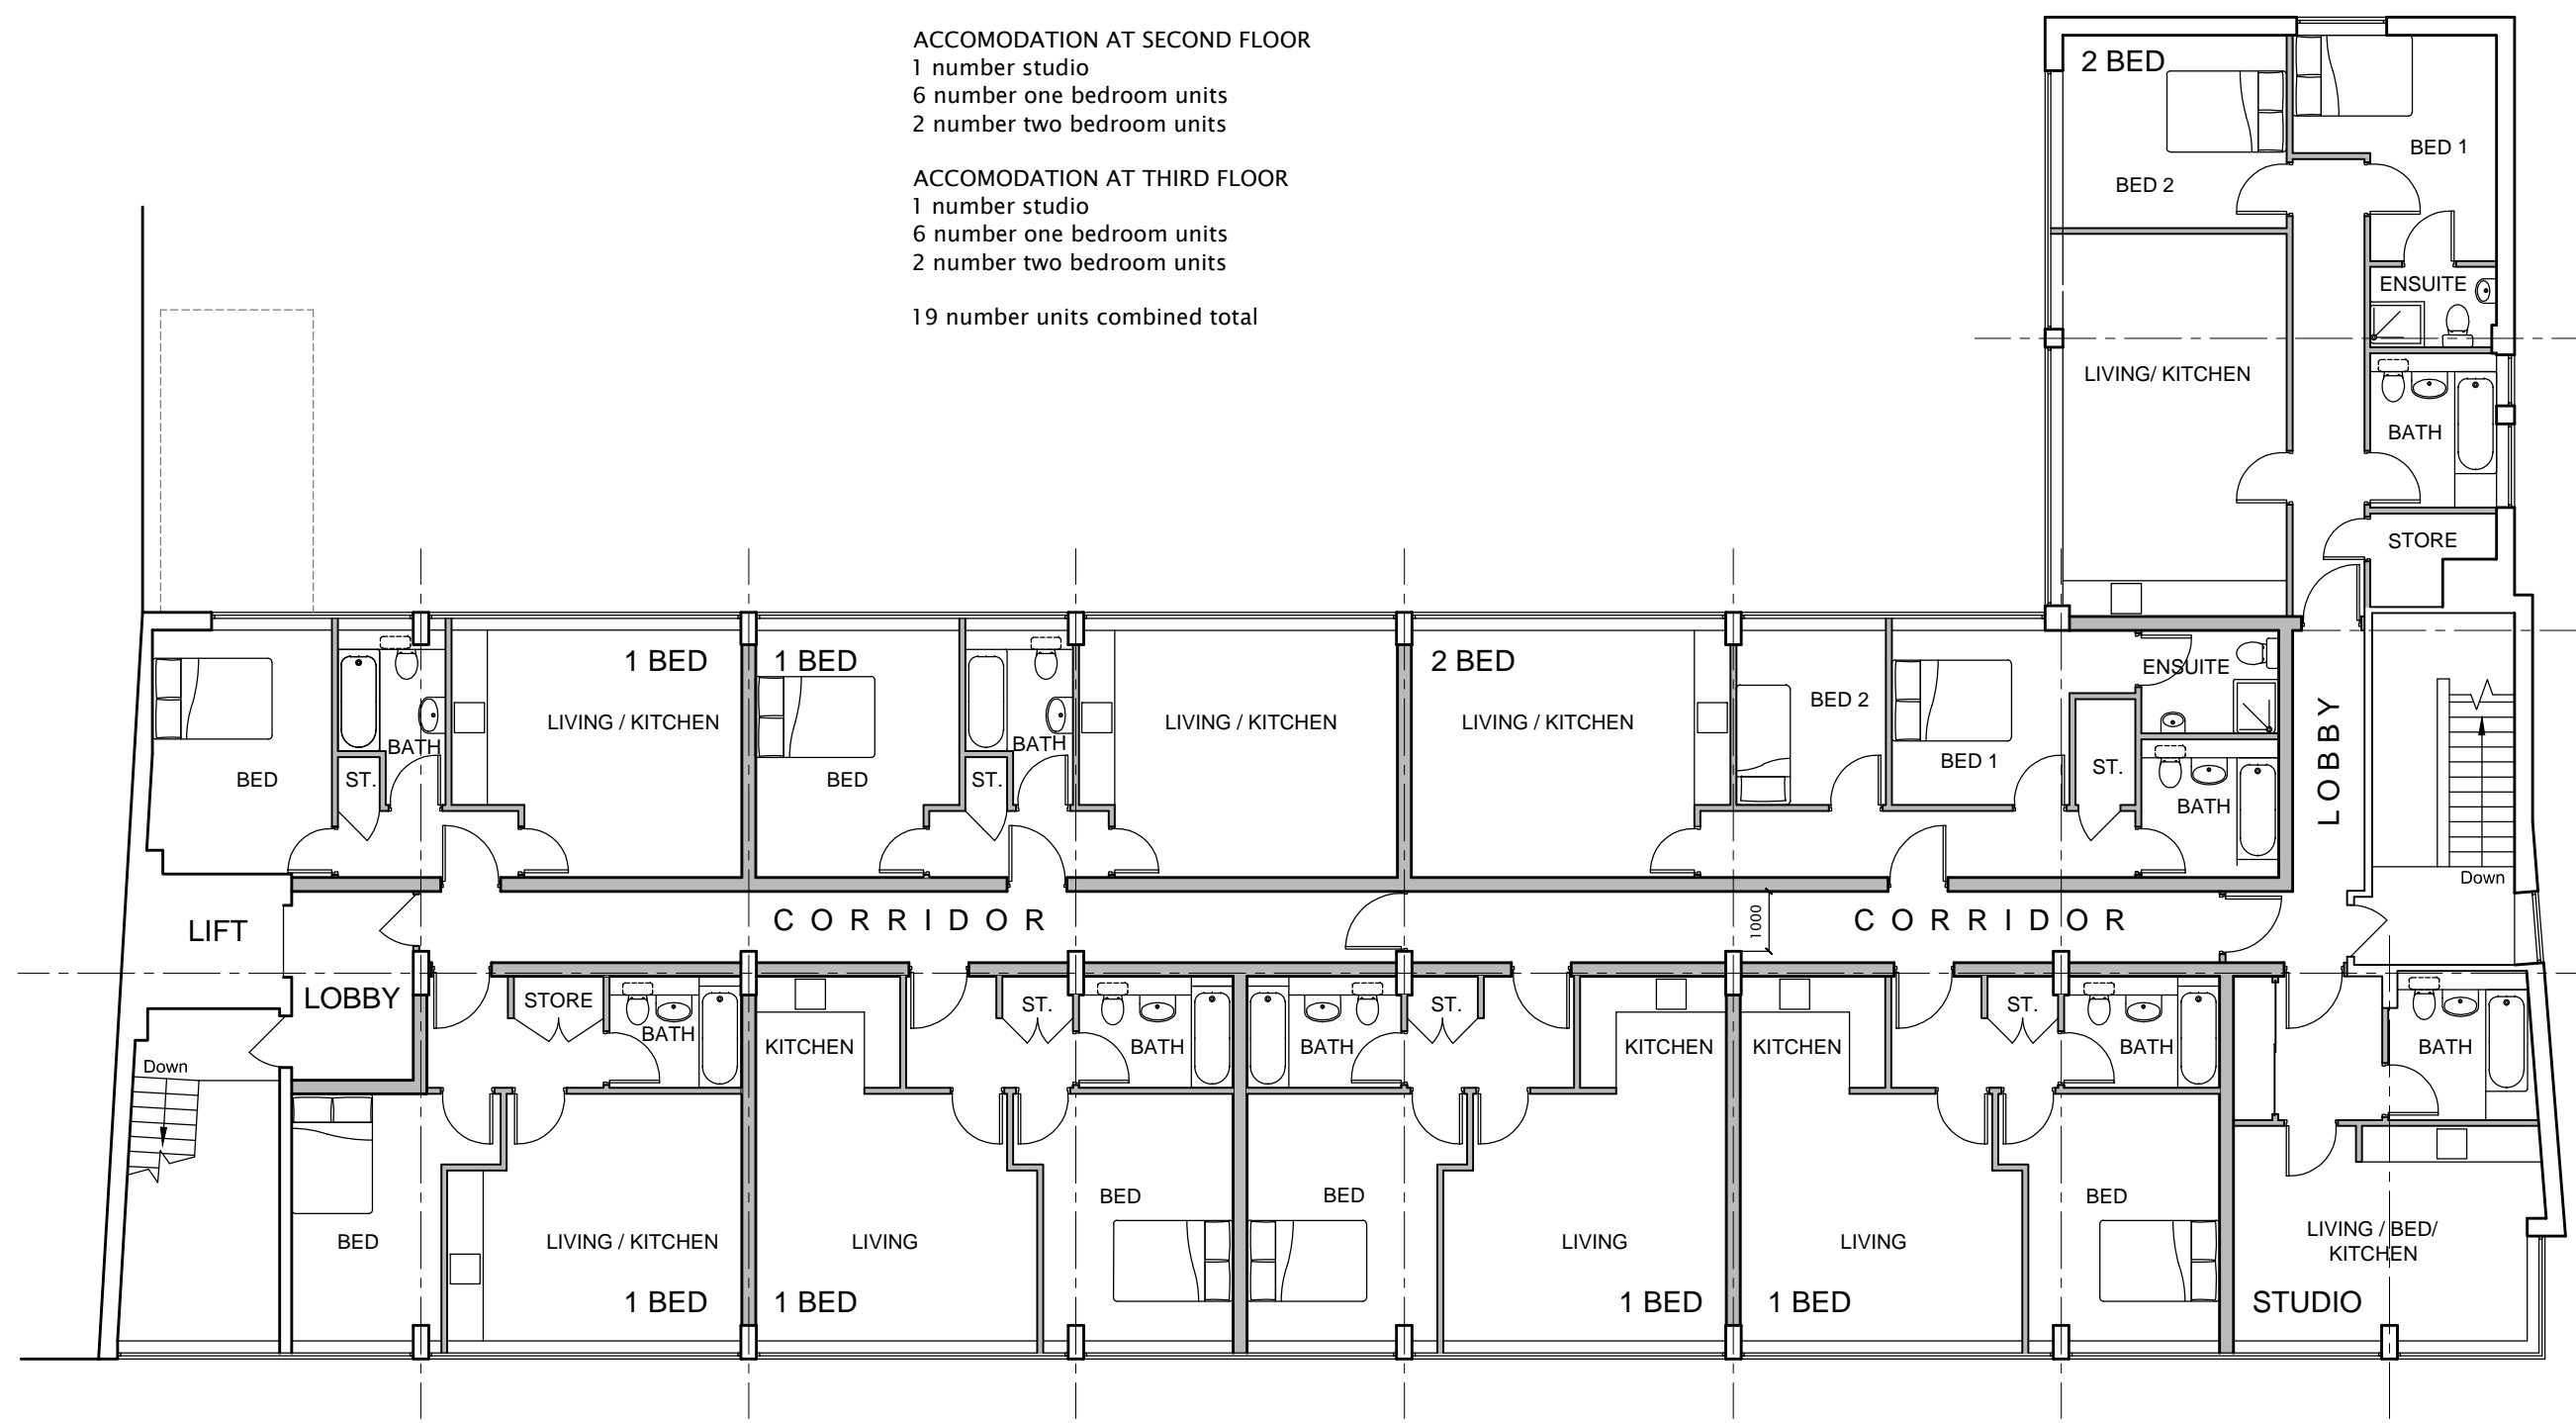 ACCOMODATION AT SECOND FLOOR
1 number studio
6 number one bedroom units
2 number two bedroom units
ACCOMODATION AT THIRD FLOOR
1 number studio
6 number one bedroom units
2 number two bedroom units
19 number units combined total
2 BED
BED 1
BED 2
ENSUITE
LIVING/ KITCHEN
BATH
STORE
1 BED
1 BED
2 BED
ENSUITE
BED 2
LIVING / KITCHEN
LIVING / KITCHEN
LIVING / KITCHEN
BATH
BATH
BED 1
ST.
BED
ST.
BED
ST.
BATH
LOBBY
Down
LIFT
CORRIDOR
1000
CORRIDOR
LOBBY
STORE
BATH
KITCHEN
ST.
BATH
BATH
ST.
KITCHEN
KITCHEN
ST.
BATH
BATH
Down
BED
BED
BED
BED
LIVING / KITCHEN
LIVING
LIVING
LIVING
LIVING / BED/
KITCHEN
1 BED
1 BED
1 BED
1 BED
STUDIO